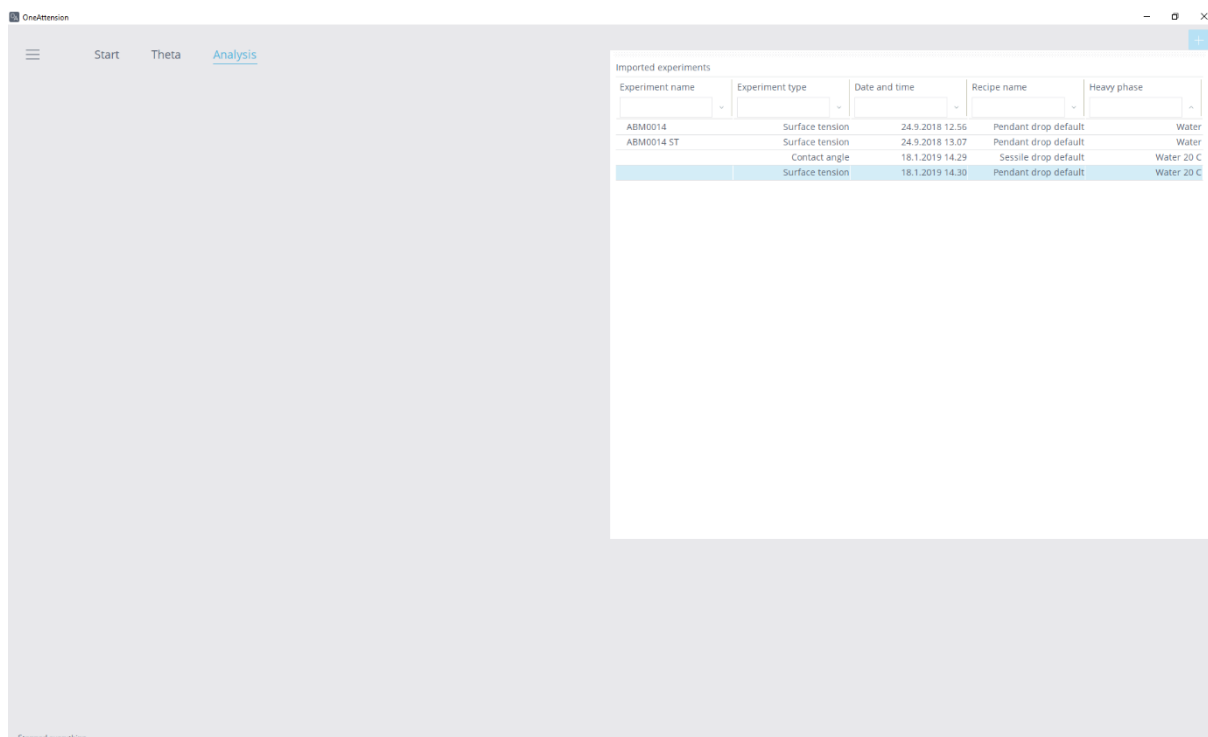 OneAttension
Start Theta Analysis
Imported experiments
Experiment name Experiment type Date and time Recipe name Heavy phase
ABM0014 Surface tension 24.9.2018 12.56 Pendant drop default Water
ABM0014 ST Surface tension 24.9.2018 13.07 Pendant drop default Water
Contact angle 18.1.2019 14.29 Sessile drop default Water 20 C
Surface tension 18.1.2019 14.30 Pendant drop default Water 20 C